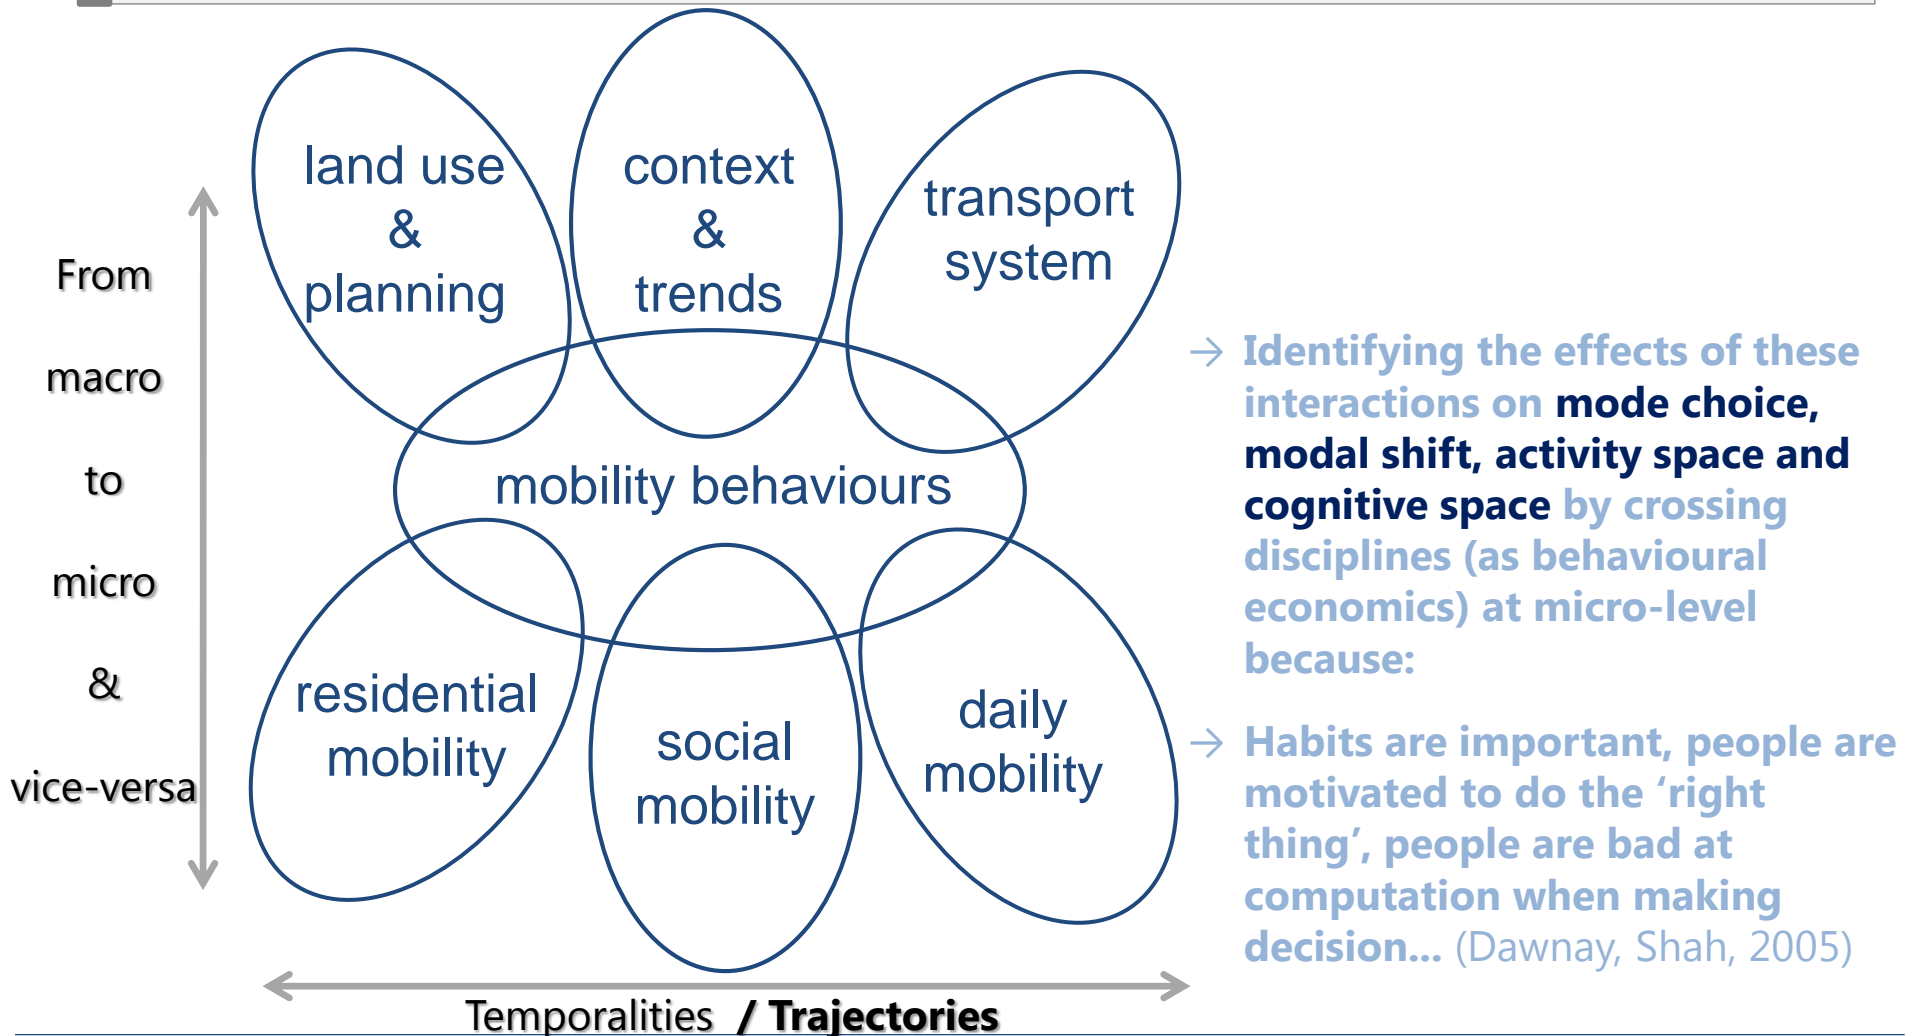 land use
&
planning
context
&
trends
transport
system
From
macro
to
micro
&
vice-versa
mobility behaviours
residential
mobility
social
mobility
daily
mobility
Temporalities / Trajectories
→ Identifying the effects of these
interactions on mode choice,
modal shift, activity space and
cognitive space by crossing
disciplines (as behavioural
economics) at micro-level
because:
→ Habits are important, people are
motivated to do the ‘right
thing’, people are bad at
computation when making
decision... (Dawnay, Shah, 2005)